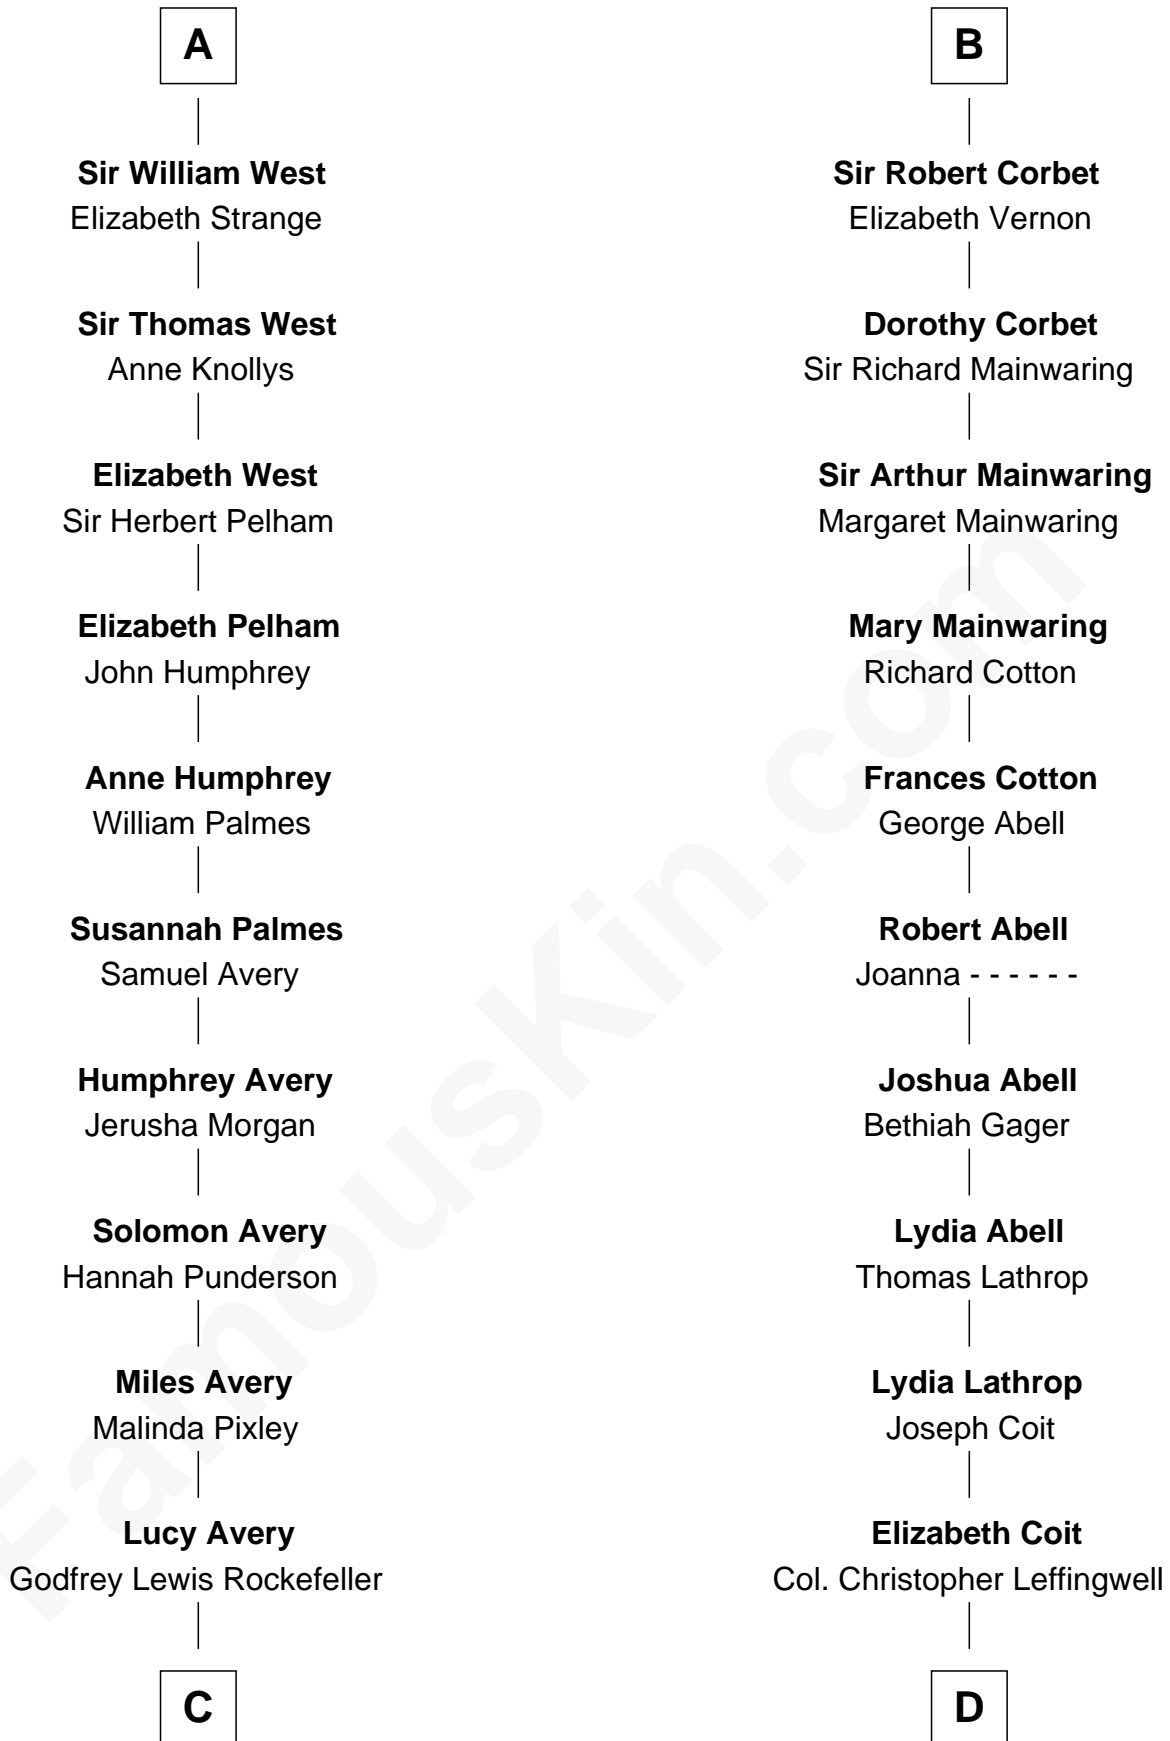 A
Sir William West
Elizabeth Strange
Sir Thomas West
Anne Knollys
Elizabeth West
Sir Herbert Pelham
Elizabeth Pelham
John Humphrey
Anne Humphrey
William Palmes
Susannah Palmes
Samuel Avery
Humphrey Avery
Jerusha Morgan
Solomon Avery
Hannah Punderson
Miles Avery
Malinda Pixley
Lucy Avery
Godfrey Lewis Rockefeller
C
B
Sir Robert Corbet
Elizabeth Vernon
Dorothy Corbet
Sir Richard Mainwaring
Sir Arthur Mainwaring
Margaret Mainwaring
Mary Mainwaring
Richard Cotton
Frances Cotton
George Abell
Robert Abell
Joanna - - - - - -
Joshua Abell
Bethiah Gager
Lydia Abell
Thomas Lathrop
Lydia Lathrop
Joseph Coit
Elizabeth Coit
Col. Christopher Leffingwell
D
FamousKin.com